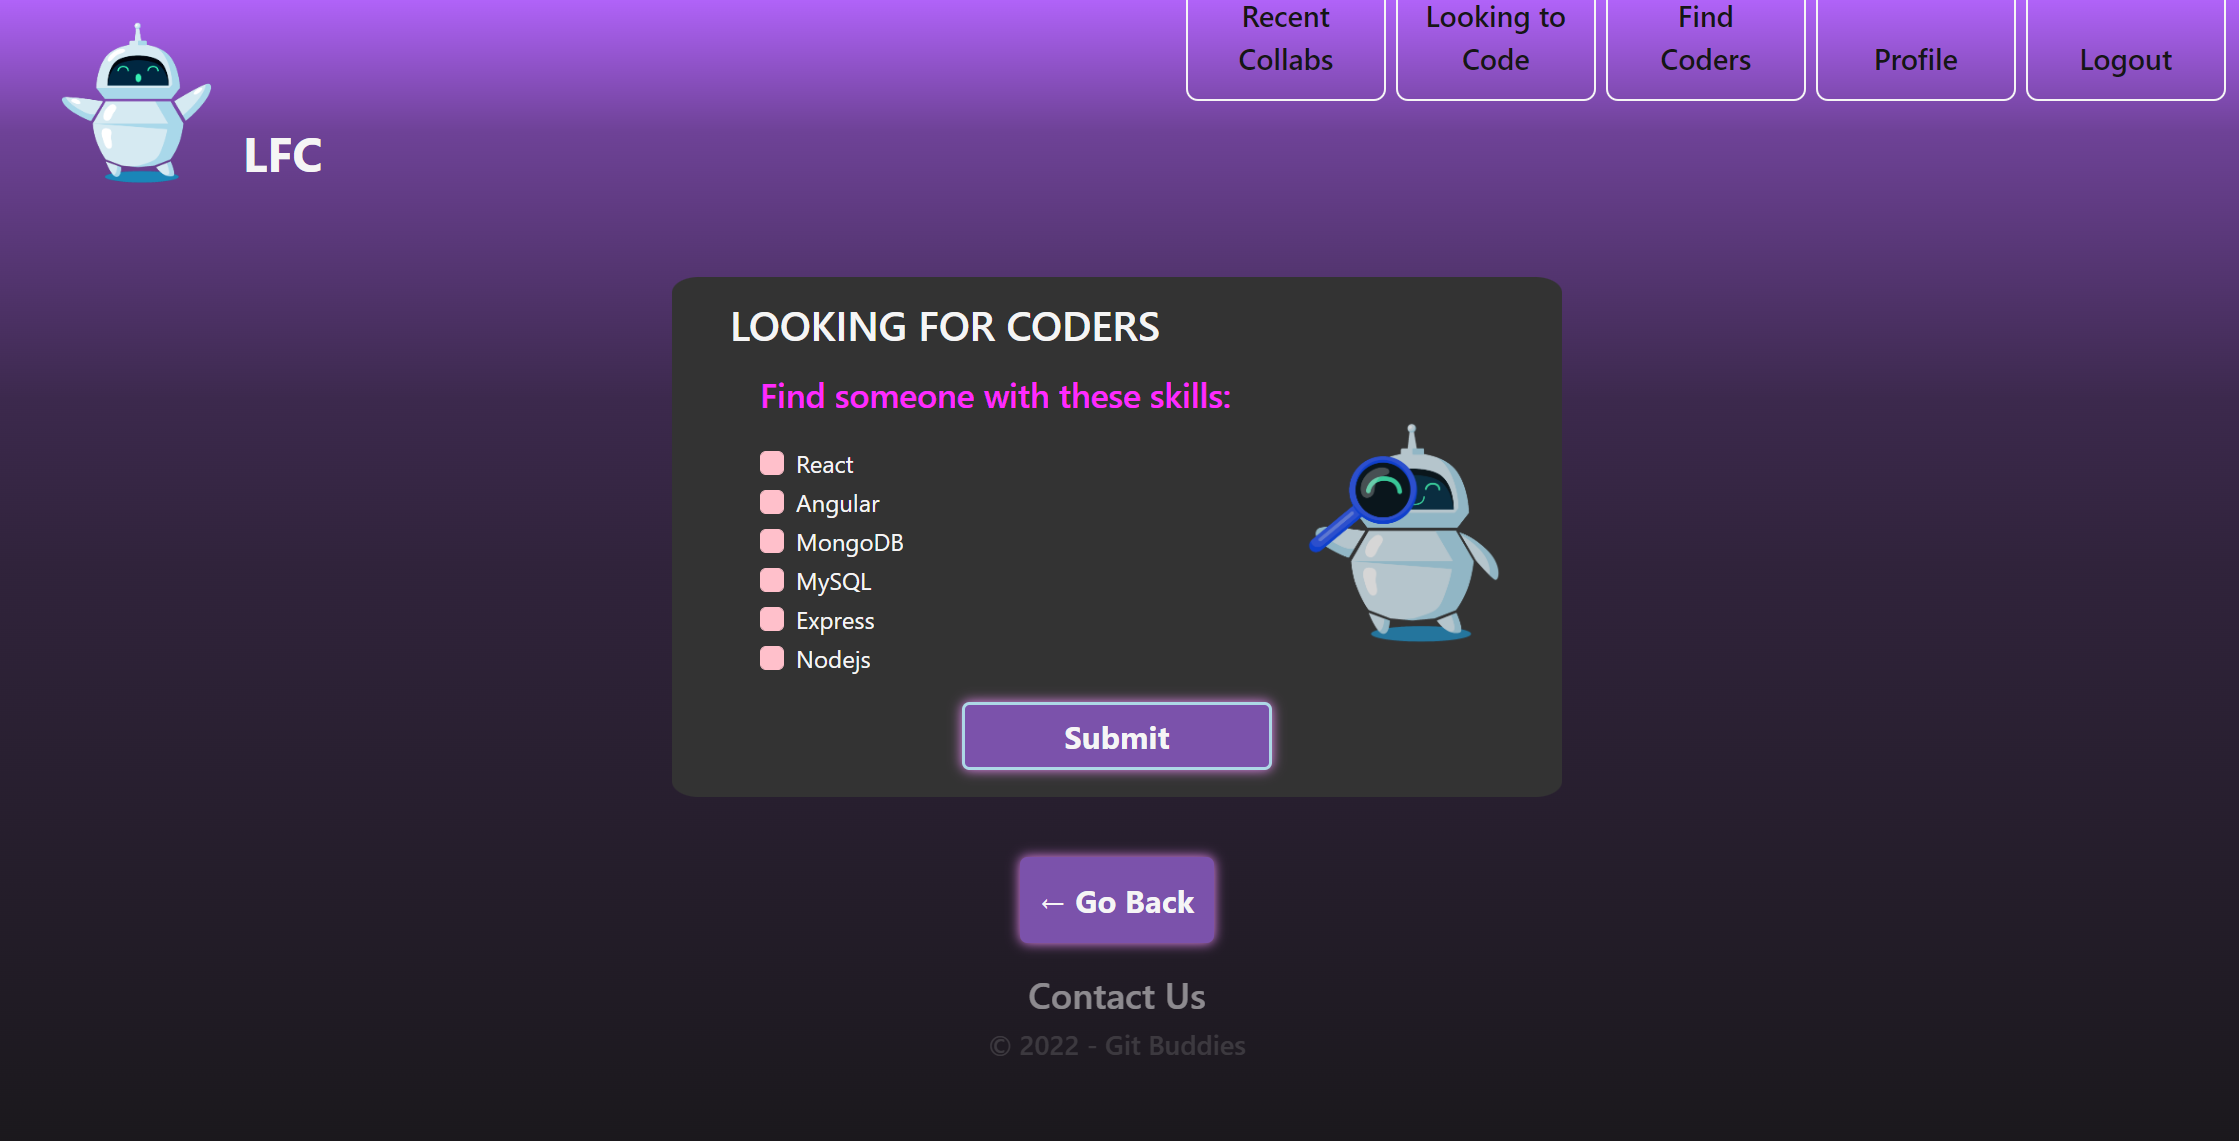 LFC
Recent
Collabs
Looking to
Code
Find
Coders
Profile
Logout
LOOKING FOR CODERS
Find someone with these skills:
React
Angular
MongoDB
MySQL
Express
Nodejs
Submit
← Go Back
Contact Us
© 2022 - Git Buddies